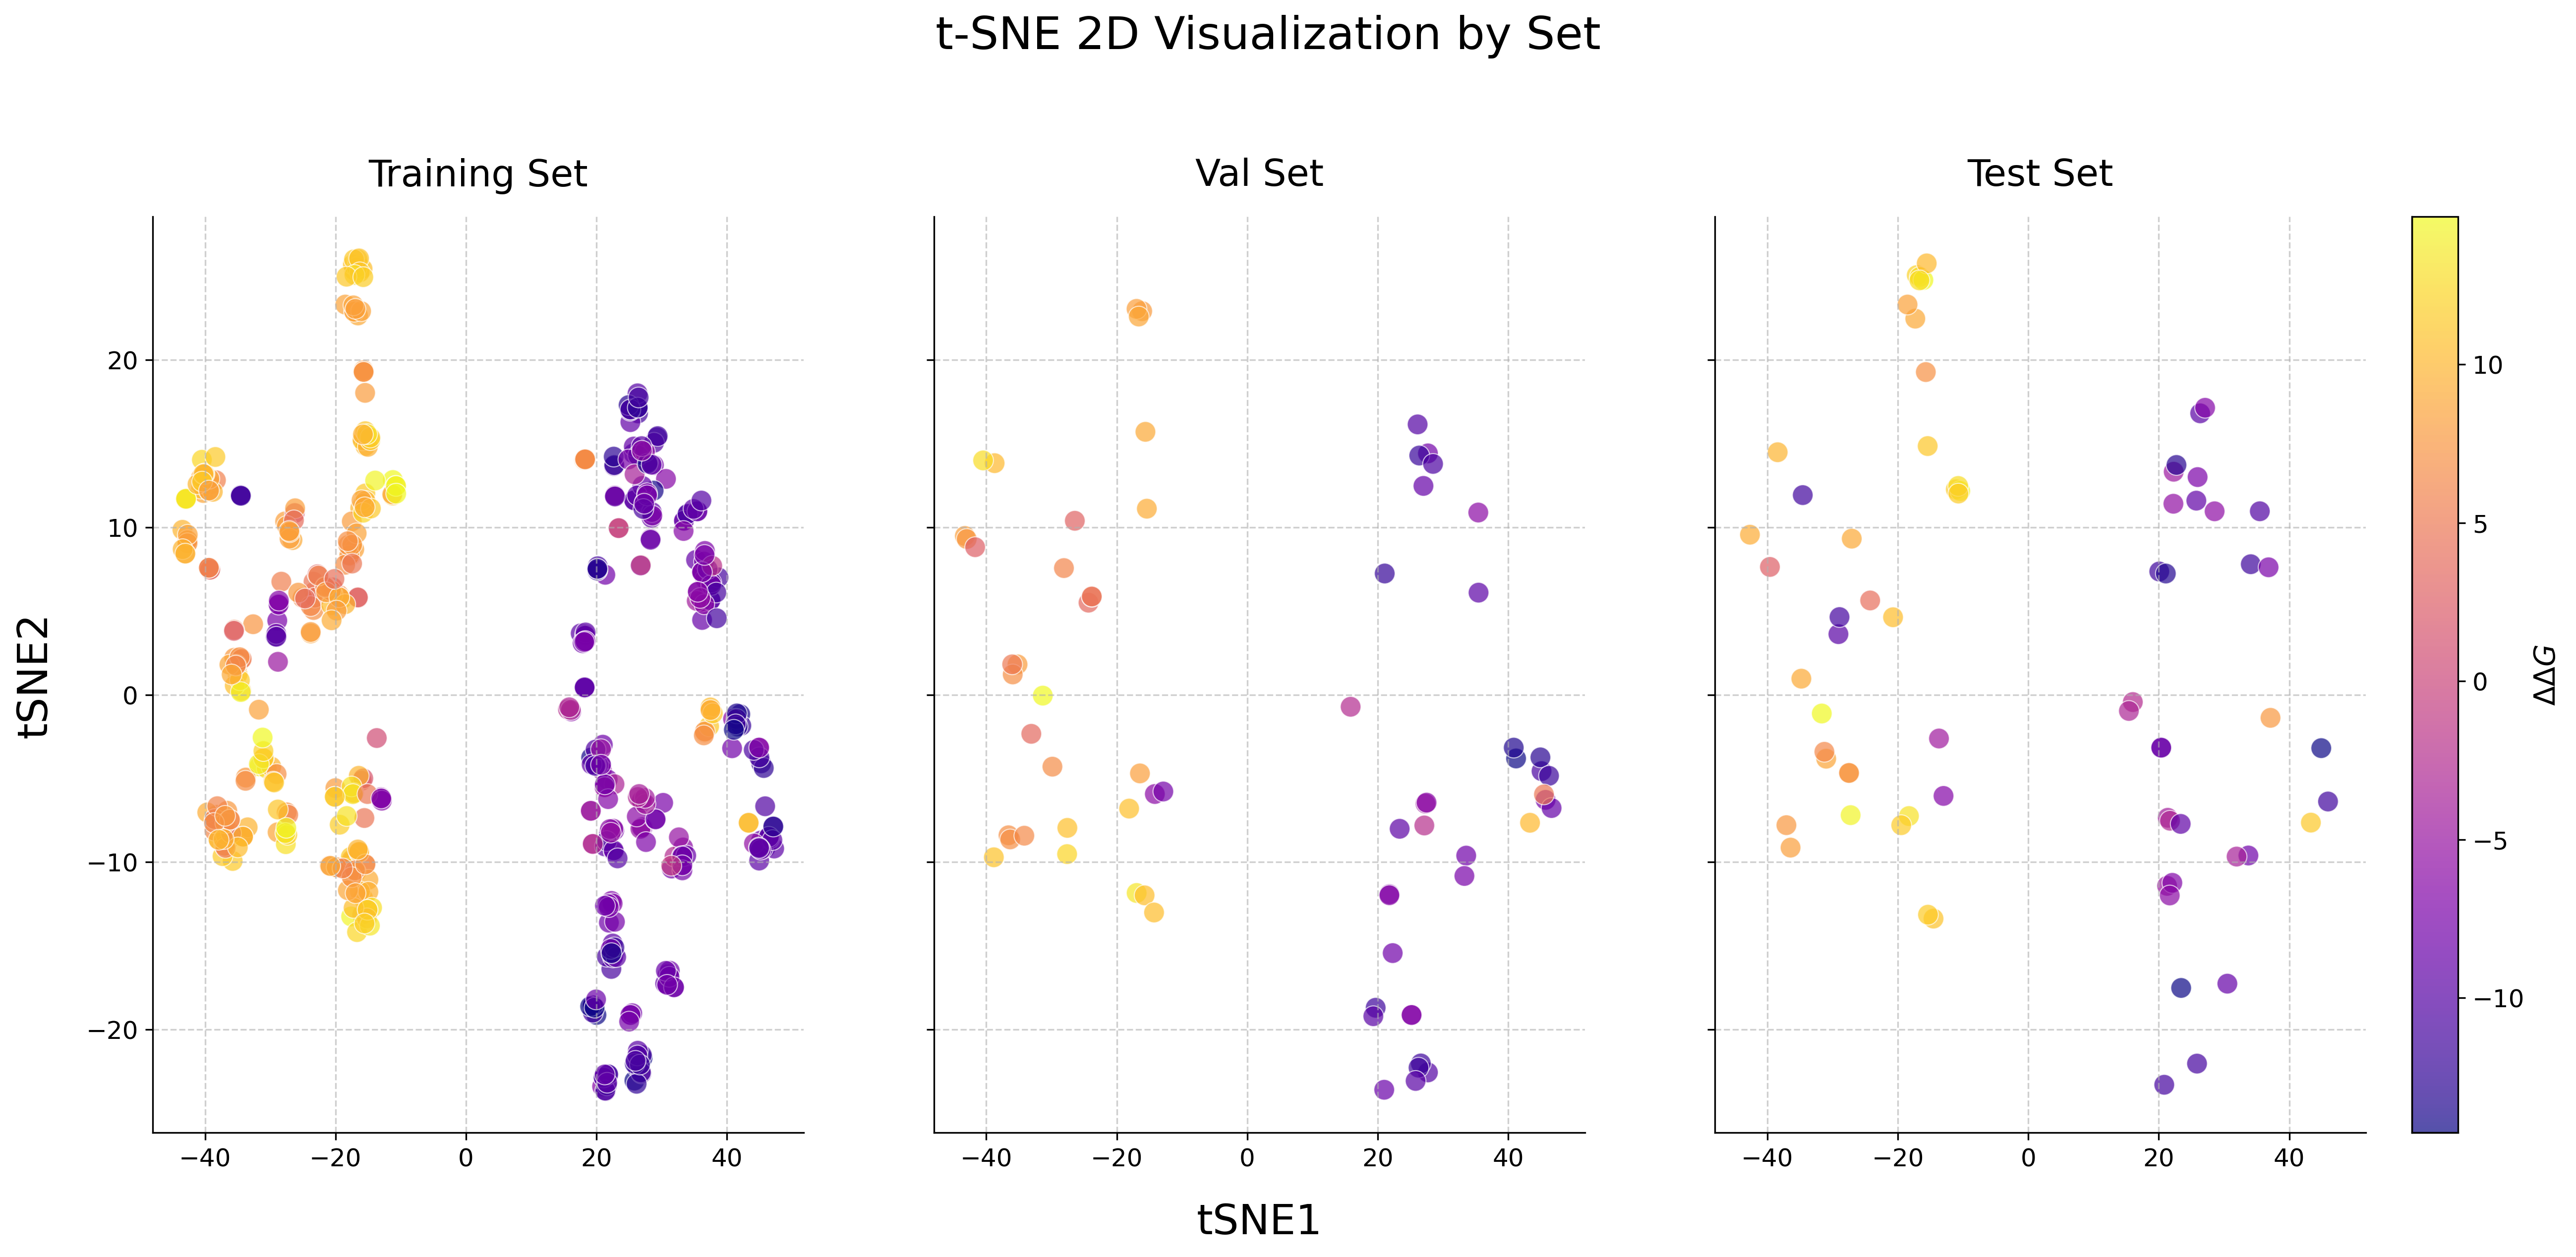 t-SNE 2D Visualization by Set
Training Set
Val Set
Test Set
tSNE2
20
10
0
−10
−20
−40 −20 0 20 40
−40 −20 0 20 40
−40 −20 0 20 40
tSNE1
10
5
0
−5
−10
ΔΔG